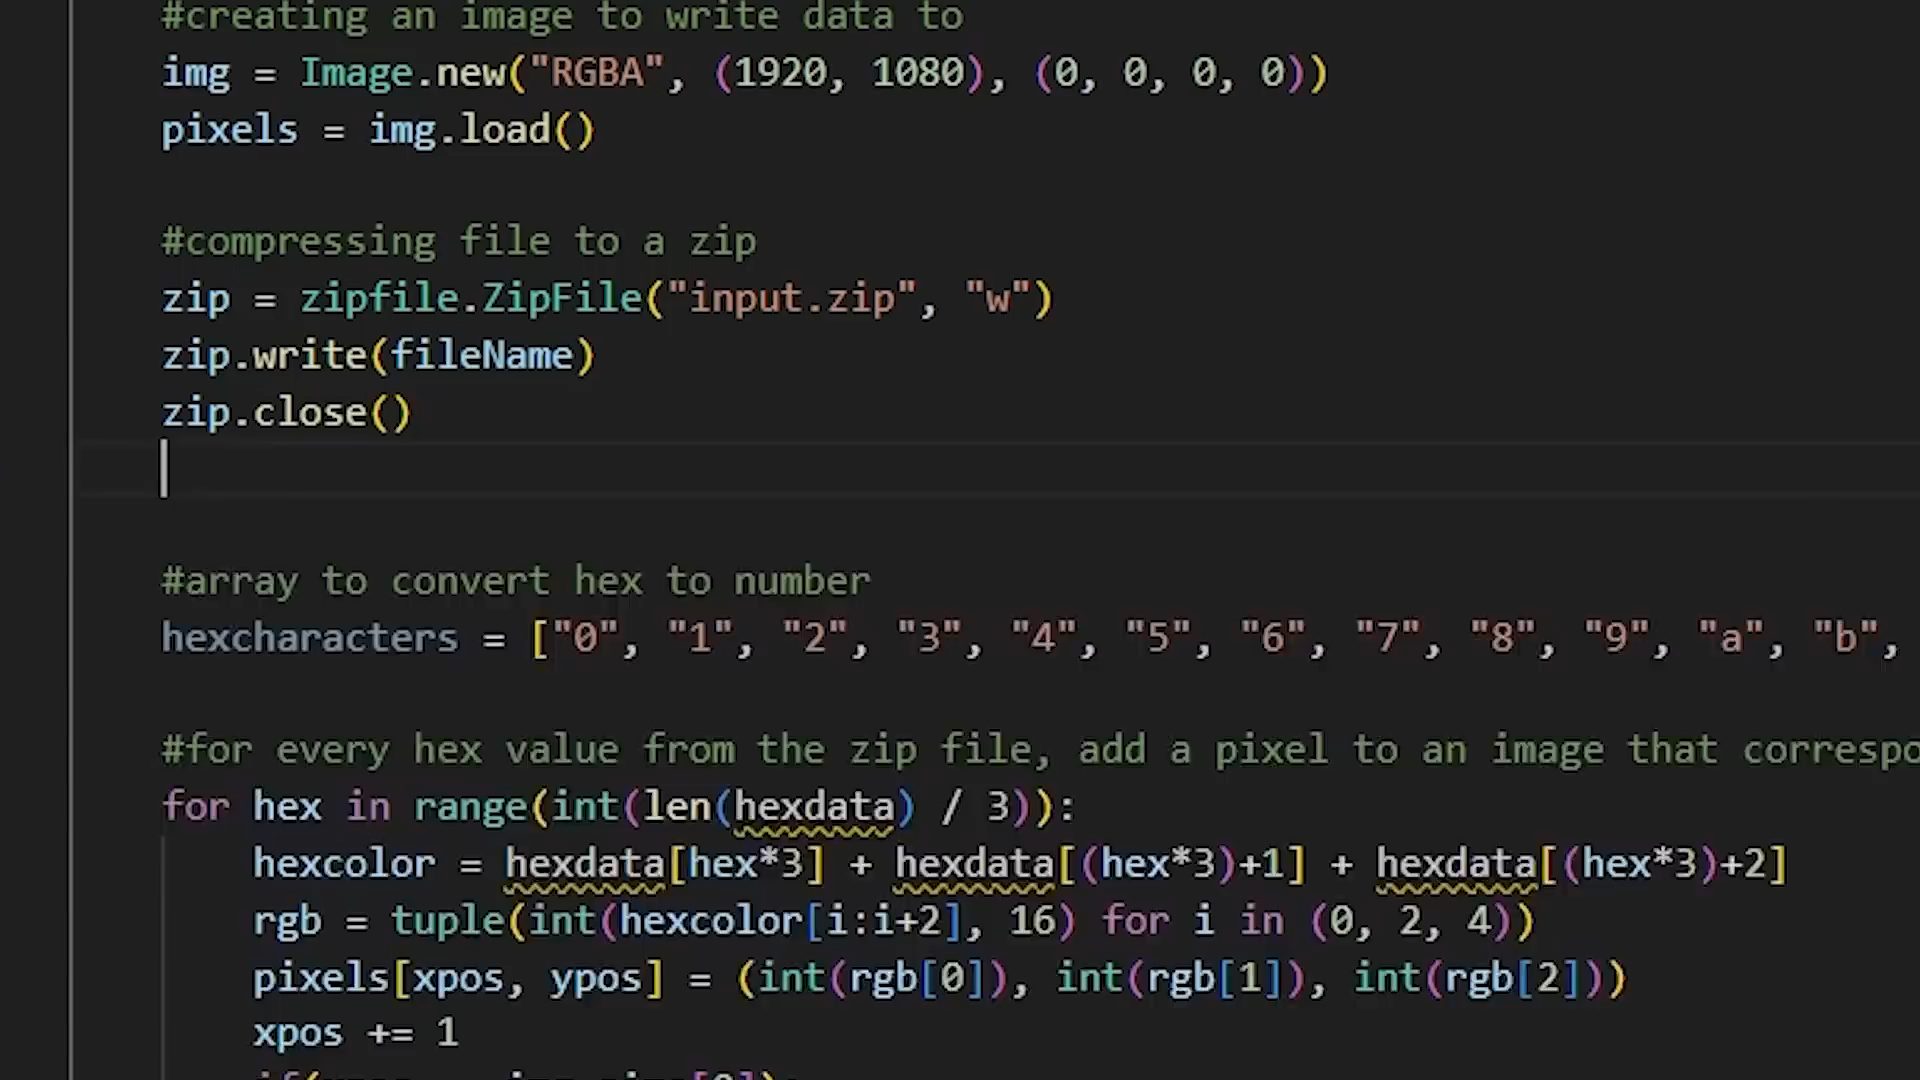 #creating an image to write data to
img = Image.new("RGBA", (1920, 1080), (0, 0, 0, 0))
pixels = img.load()
#compressing file to a zip
zip = zipfile.ZipFile("input.zip", "w")
zip.write(fileName)
zip.close()
#array to convert hex to number
hexcharacters = ["0", "1", "2", "3", "4", "5", "6", "7", "8", "9", "a", "b",
#for every hex value from the zip file, add a pixel to an image that correspo
for hex in range(int(len(hexdata) / 3)):
hexcolor = hexdata[hex*3] + hexdata[(hex*3)+1] + hexdata[(hex*3)+2]
rgb = tuple(int(hexcolor[i:i+2], 16) for i in (0, 2, 4))
pixels[xpos, ypos] = (int(rgb[0]), int(rgb[1]), int(rgb[2]))
xpos += 1